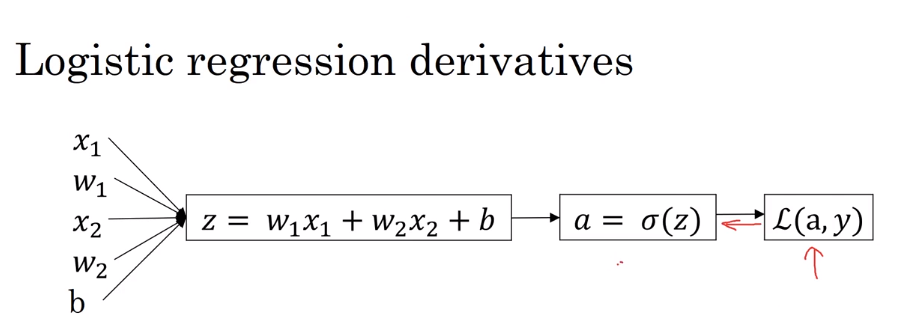 Logistic regression derivatives
x₁
w₁
x₂
w₂
b
z = w₁x₁ + w₂x₂ + b
a = σ(z)
ℒ(a, y)